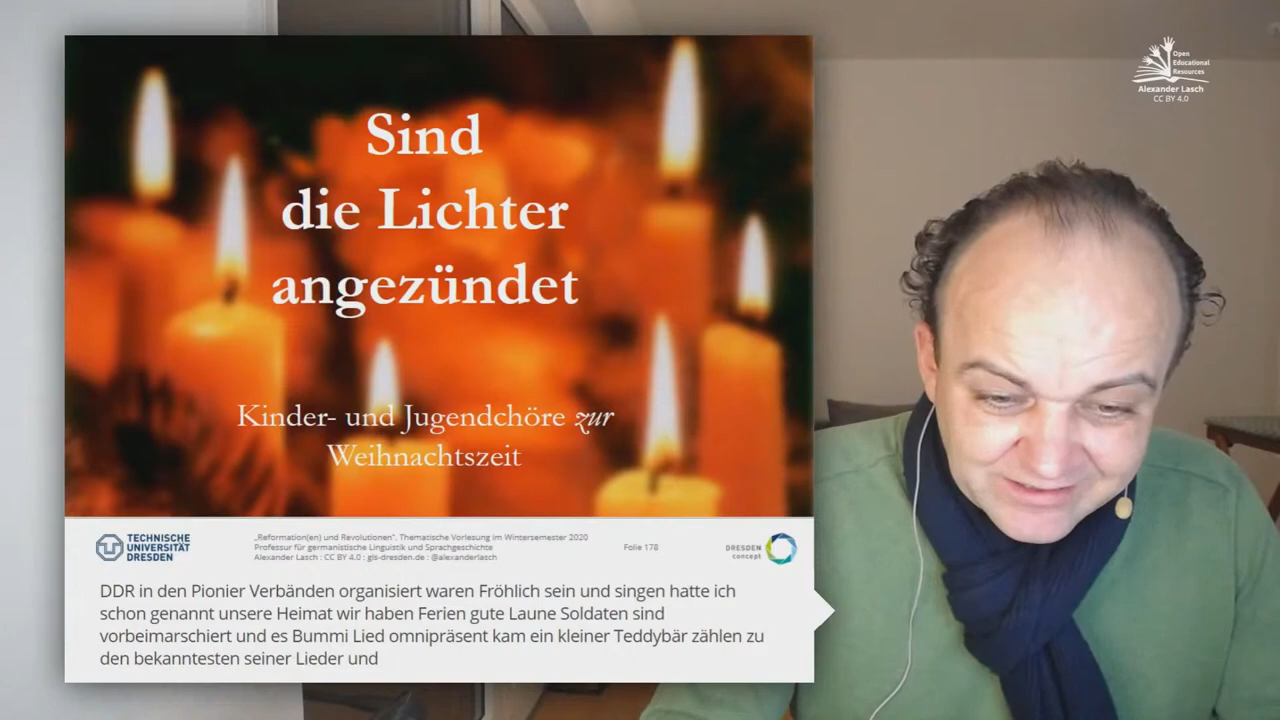 Sind
die Lichter
angezündet
Kinder- und Jugendchöre zur
Weihnachtszeit
TECHNISCHE
UNIVERSITÄT
DRESDEN
„Reformation(en) und Revolutionen“. Thematische Vorlesung im Wintersemester 2020
Professur für germanistische Linguistik und Sprachgeschichte
Alexander Lasch : CC BY 4.0 : gls-dresden.de : @alexanderlasch
Folie 178
DRESDEN
concept
DDR in den Pionier Verbänden organisiert waren Fröhlich sein und singen hatte ich
schon genannt unsere Heimat wir haben Ferien gute Laune Soldaten sind
vorbeimarschiert und es Bummi Lied omnipräsent kam ein kleiner Teddybär zählen zu
den bekanntesten seiner Lieder und
Open
Educational
Resources
Alexander Lasch
CC BY 4.0